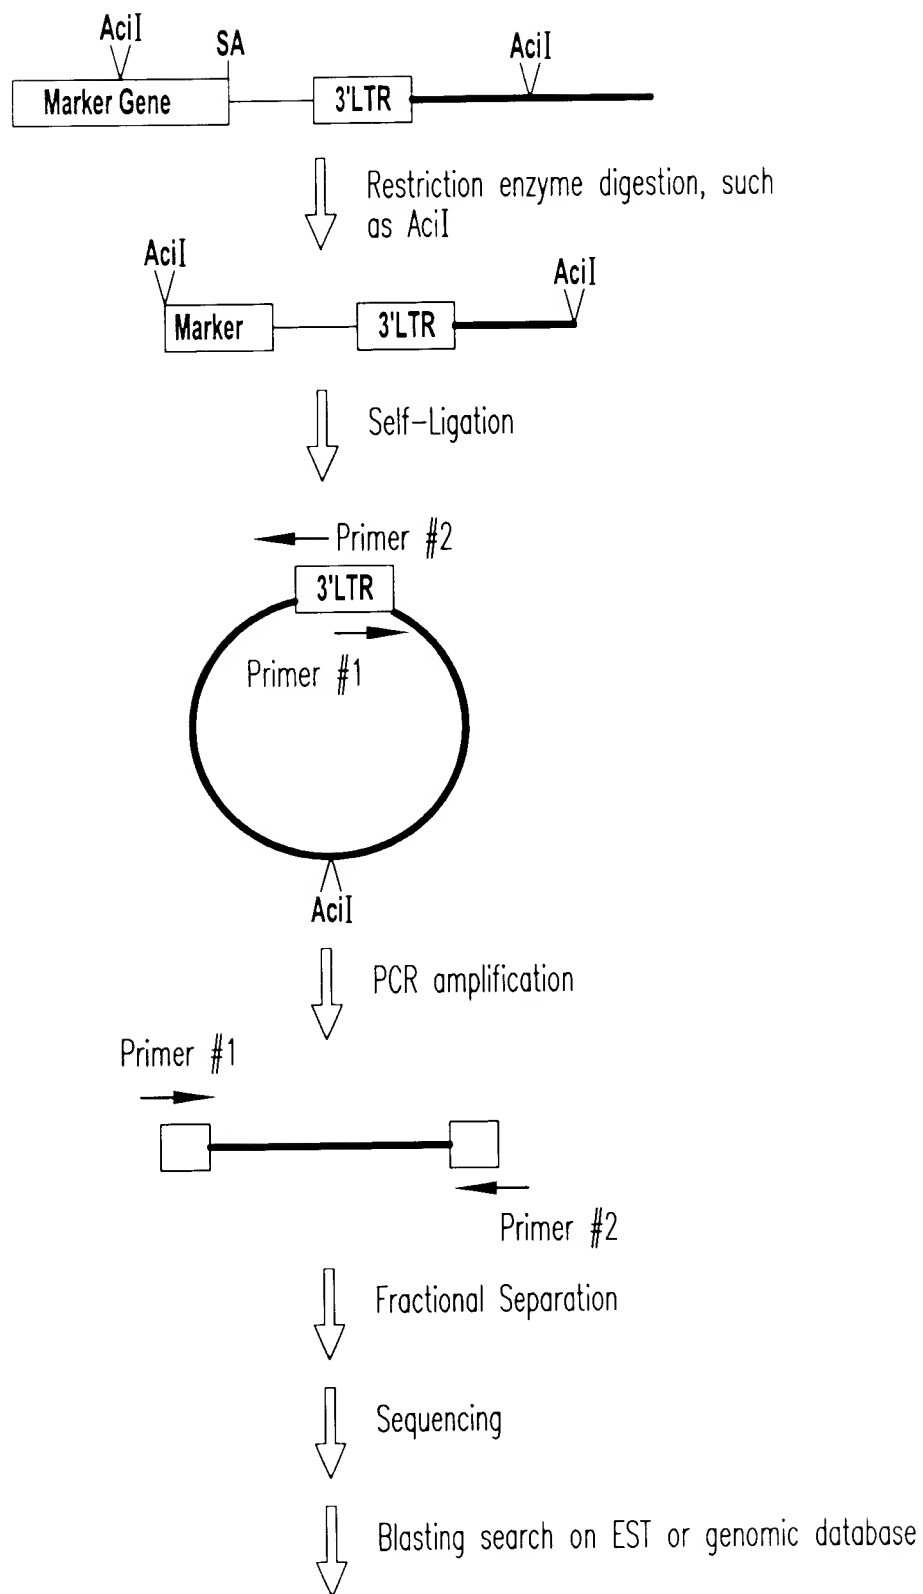 AciI
SA
AciI
Marker Gene
3'LTR
Restriction enzyme digestion, such
as AciI
AciI
AciI
Marker
3'LTR
Self-Ligation
Primer #2
3'LTR
Primer #1
AciI
PCR amplification
Primer #1
Primer #2
Fractional Separation
Sequencing
Blasting search on EST or genomic database